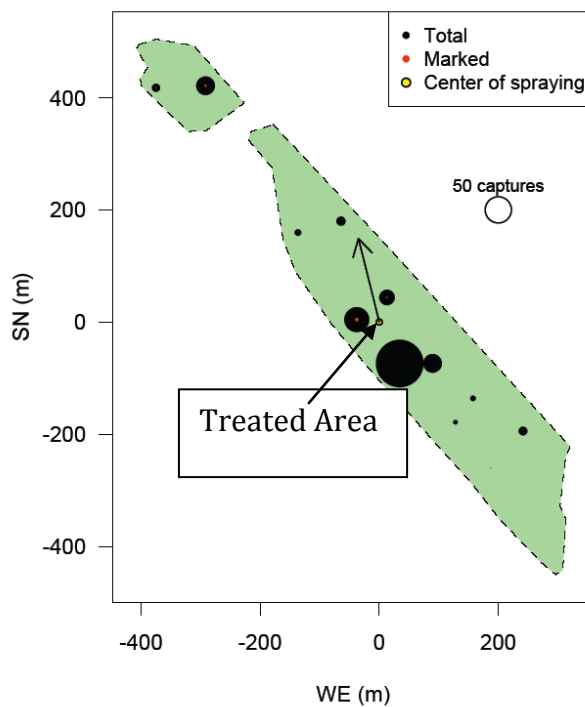 Total
Marked
Center of spraying
50 captures
Treated Area
SN (m)
400
200
0
-200
-400
-400
-200
0
200
WE (m)